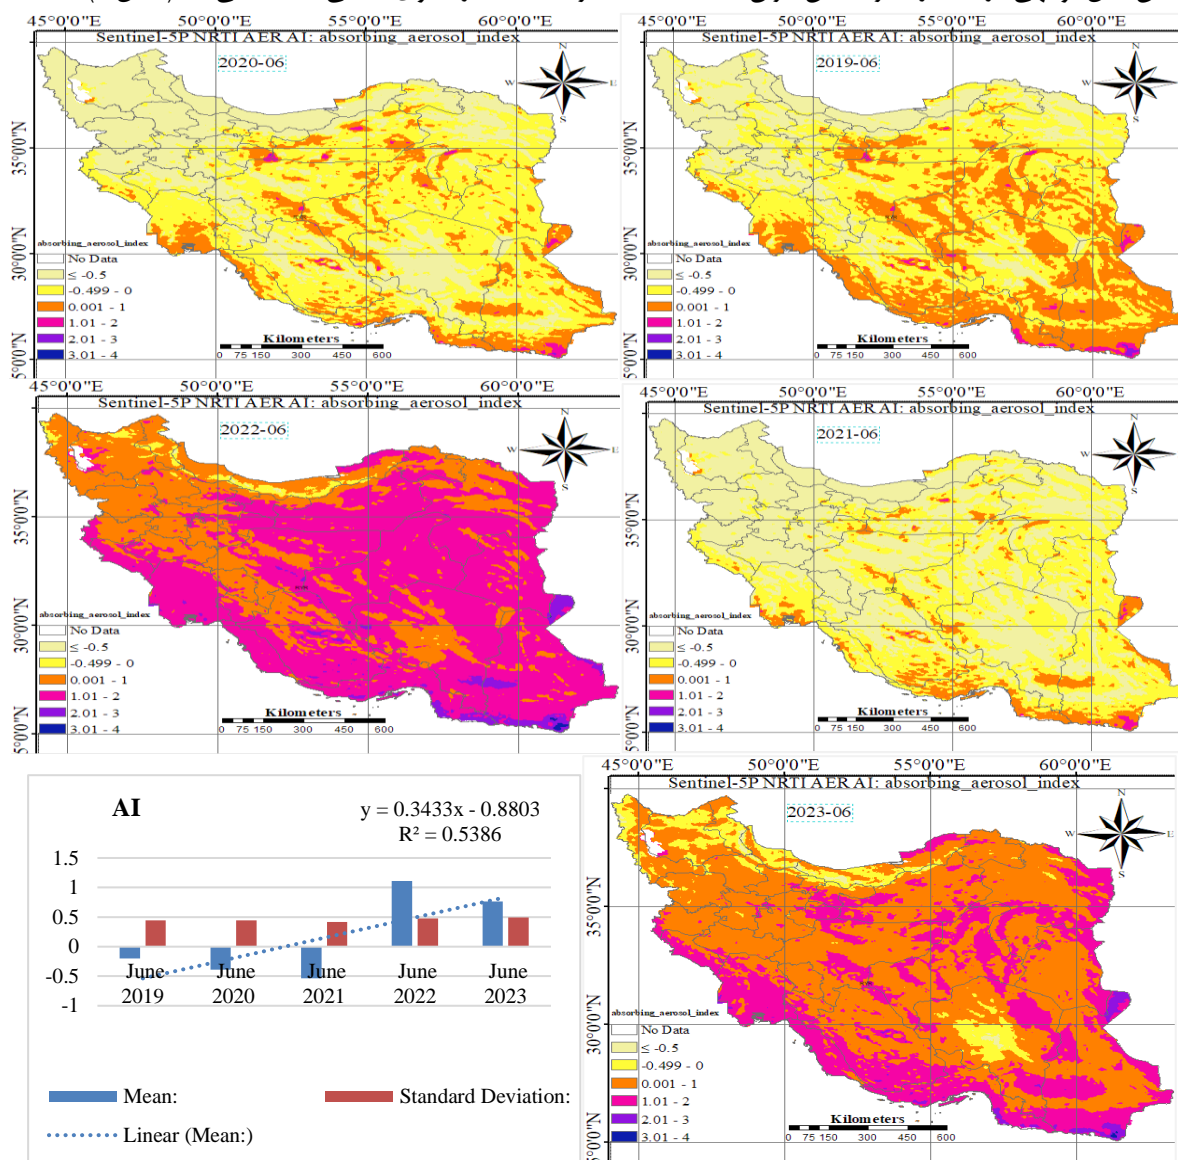 45°0'0"E 50°0'0"E 55°0'0"E 60°0'0"E
Sentinel-5P NRTI AER AI: absorbing_aerosol_index
2020-06
N
W E
S
35°0'0"N
30°0'0"N
5°0'0"N
absorbing_aerosol_index
No Data
≤ -0.5
-0.499 - 0
0.001 - 1
1.01 - 2
2.01 - 3
3.01 - 4
Kilometers
0 75 150 300 450 600
45°0'0"E 50°0'0"E 55°0'0"E 60°0'0"E
Sentinel-5P NRTI AER AI: absorbing_aerosol_index
2019-06
N
W
S
35°0'0"N
30°0'0"N
5°0'0"N
absorbing_aerosol_index
No Data
≤ -0.5
-0.499 - 0
0.001 - 1
1.01 - 2
2.01 - 3
3.01 - 4
Kilometers
0 75 150 300 450 600
45°0'0"E 50°0'0"E 55°0'0"E 60°0'0"E
Sentinel-5P NRTI AER AI: absorbing_aerosol_index
2022-06
N
W E
S
35°0'0"N
30°0'0"N
5°0'0"N
absorbing_aerosol_index
No Data
≤ -0.5
-0.499 - 0
0.001 - 1
1.01 - 2
2.01 - 3
3.01 - 4
Kilometers
0 75 150 300 450 600
45°0'0"E 50°0'0"E 55°0'0"E 60°0'0"E
Sentinel-5P NRTI AER AI: absorbing_aerosol_index
2021-06
N
W
S
35°0'0"N
30°0'0"N
5°0'0"N
absorbing_aerosol_index
No Data
≤ -0.5
-0.499 - 0
0.001 - 1
1.01 - 2
2.01 - 3
3.01 - 4
Kilometers
0 75 150 300 450 600
AI
y = 0.3433x - 0.8803
R² = 0.5386
1.5
1
0.5
0
-0.5
-1
June 2019
June 2020
June 2021
June 2022
June 2023
Mean:
Standard Deviation:
Linear (Mean:)
45°0'0"E 50°0'0"E 55°0'0"E 60°0'0"E
Sentinel-5P NRTI AER AI: absorbing_aerosol_index
2023-06
N
W E
S
35°0'0"N
30°0'0"N
5°0'0"N
absorbing_aerosol_index
No Data
≤ -0.5
-0.499 - 0
0.001 - 1
1.01 - 2
2.01 - 3
3.01 - 4
Kilometers
0 75 150 300 450 600